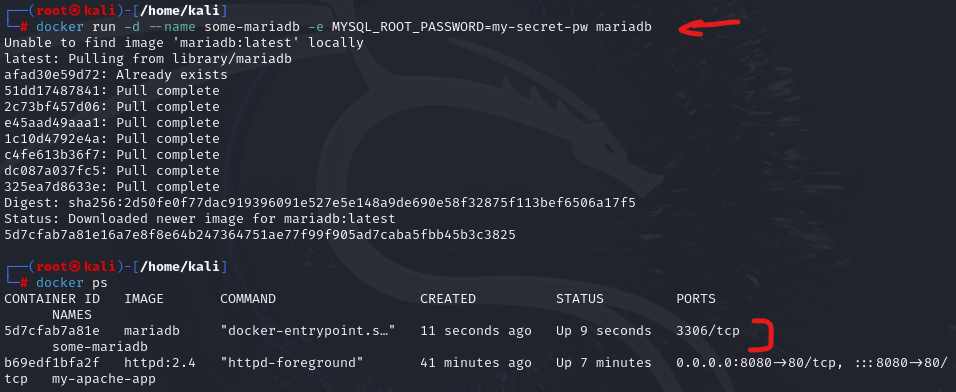 ┌──(root㉿kali)-[/home/kali]
└─# docker run -d --name some-mariadb -e MYSQL_ROOT_PASSWORD=my-secret-pw mariadb
Unable to find image 'mariadb:latest' locally
latest: Pulling from library/mariadb
afad30e59d72: Already exists
51dd17487841: Pull complete
2c73bf457d06: Pull complete
e45aad49aaa1: Pull complete
1c10d4792e4a: Pull complete
c4fe613b36f7: Pull complete
dc087a037fc5: Pull complete
325ea7d8633e: Pull complete
Digest: sha256:2d50fe0f77dac919396091e527e5e148a9de690e58f32875f113bef6506a17f5
Status: Downloaded newer image for mariadb:latest
5d7cfab7a81e16a7e8f8e64b247364751ae77f99f905ad7caba5fbb45b3c3825
┌──(root㉿kali)-[/home/kali]
└─# docker ps
CONTAINER ID   IMAGE       COMMAND                  CREATED          STATUS         PORTS
      NAMES
5d7cfab7a81e   mariadb     "docker-entrypoint.s…"   11 seconds ago   Up 9 seconds   3306/tcp
      some-mariadb
b69edf1bfa2f   httpd:2.4   "httpd-foreground"       41 minutes ago   Up 7 minutes   0.0.0.0:8080→80/tcp, :::8080→80/
tcp   my-apache-app